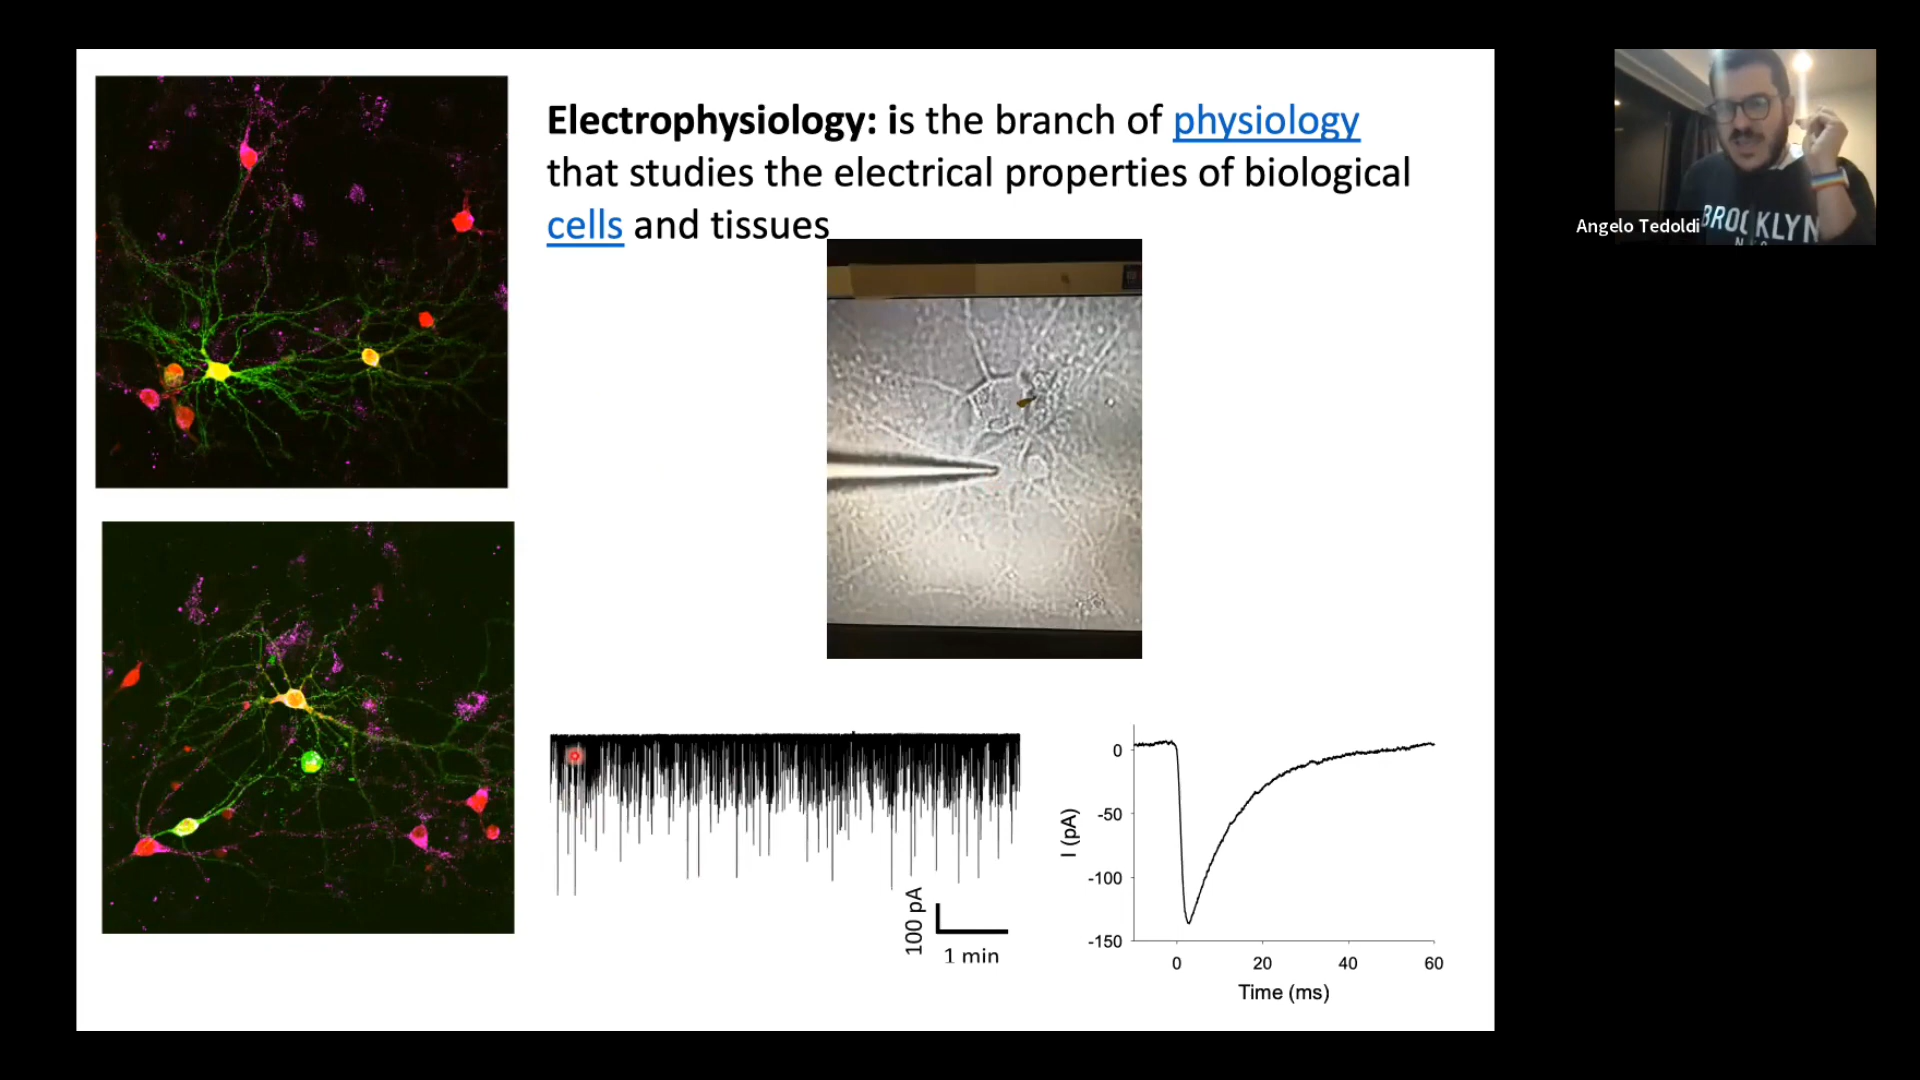 Electrophysiology: is the branch of physiology
that studies the electrical properties of biological
cells and tissues
Angelo Tedoldi
BROOKLYN
100 pA
1 min
I (pA)
0
-50
-100
-150
0 20 40 60
Time (ms)